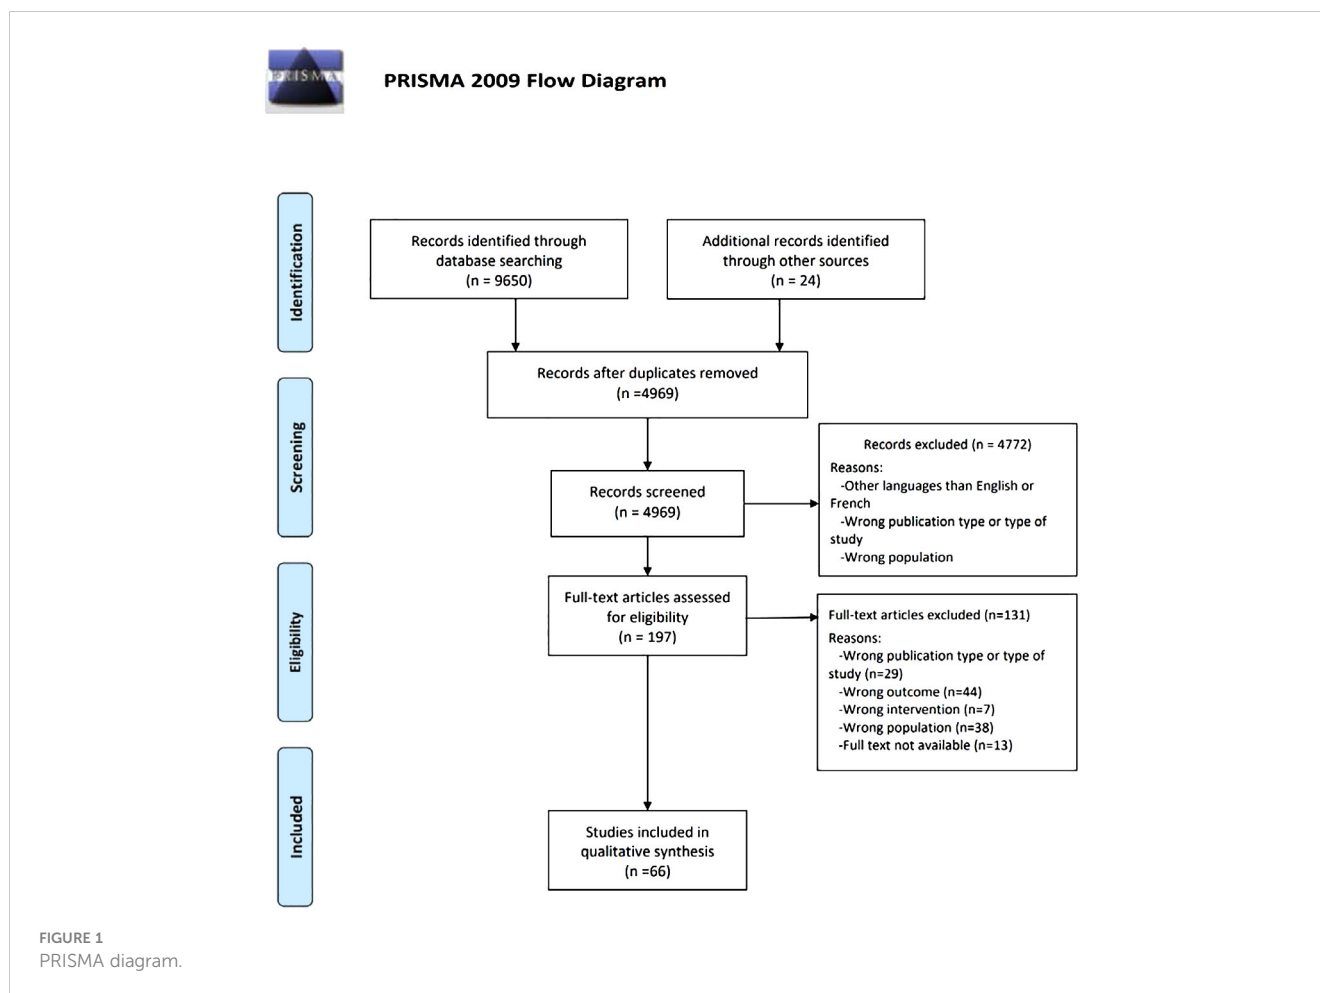 PRISMA
PRISMA 2009 Flow Diagram
Identification
Records identified through
database searching
(n = 9650)
Additional records identified
through other sources
(n = 24)
Records after duplicates removed
(n =4969)
Screening
Records screened
(n = 4969)
Records excluded (n = 4772)
Reasons:
-Other languages than English or
French
-Wrong publication type or type of
study
-Wrong population
Eligibility
Full-text articles assessed
for eligibility
(n = 197)
Full-text articles excluded (n=131)
Reasons:
-Wrong publication type or type of
study (n=29)
-Wrong outcome (n=44)
-Wrong intervention (n=7)
-Wrong population (n=38)
-Full text not available (n=13)
Included
Studies included in
qualitative synthesis
(n =66)
FIGURE 1
PRISMA diagram.